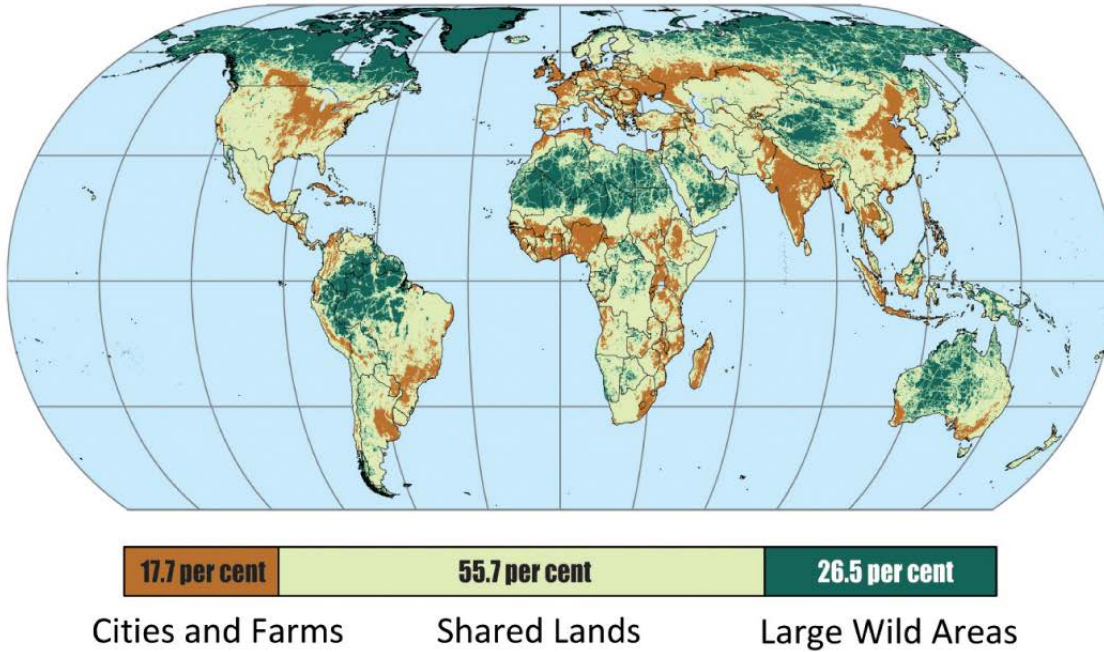 17.7 per cent 55.7 per cent 26.5 per cent
Cities and Farms Shared Lands Large Wild Areas